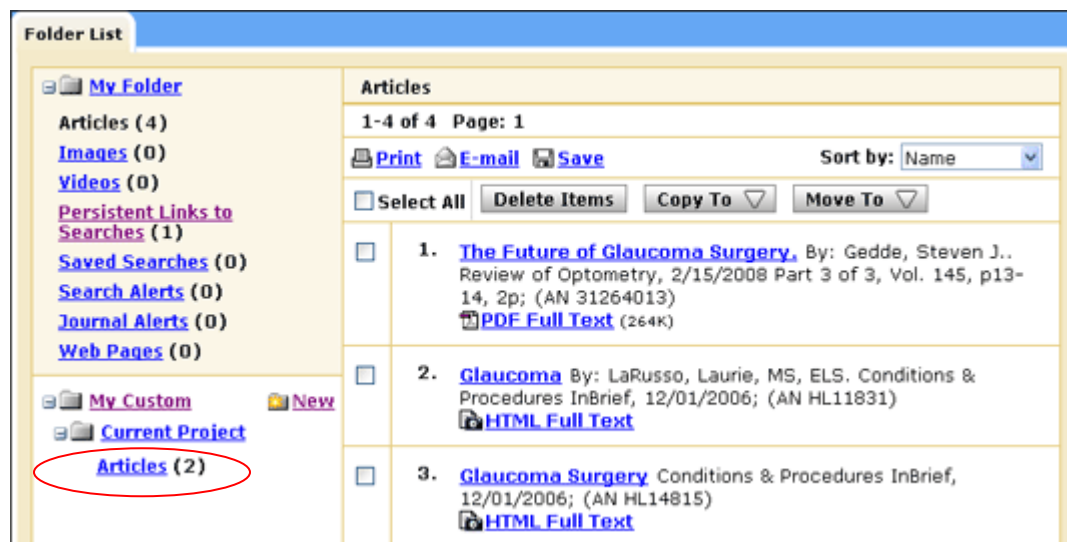 Folder List
My Folder
Articles (4)
Images (0)
Videos (0)
Persistent Links to
Searches (1)
Saved Searches (0)
Search Alerts (0)
Journal Alerts (0)
Web Pages (0)
My Custom New
Current Project
Articles (2)
Articles
1-4 of 4 Page: 1
Print E-mail Save Sort by: Name
Select All Delete Items Copy To Move To
1. The Future of Glaucoma Surgery. By: Gedde, Steven J..
Review of Optometry, 2/15/2008 Part 3 of 3, Vol. 145, p13-
14, 2p; (AN 31264013)
PDF Full Text (264K)
2. Glaucoma By: LaRusso, Laurie, MS, ELS. Conditions &
Procedures InBrief, 12/01/2006; (AN HL11831)
HTML Full Text
3. Glaucoma Surgery Conditions & Procedures InBrief,
12/01/2006; (AN HL14815)
HTML Full Text